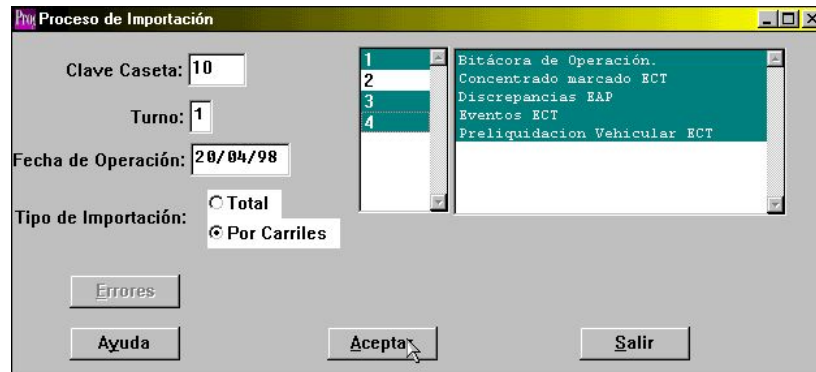 Proceso de Importación
Clave Caseta: 10
Turno: 1
Fecha de Operación: 20/04/98
Tipo de Importación:
Total
Por Carriles
1
2
3
4
Bitácora de Operación.
Concentrado marcado ECT
Discrepancias EAP
Eventos ECT
Preliquidacion Vehicular ECT
Errores
Ayuda
Aceptar
Salir